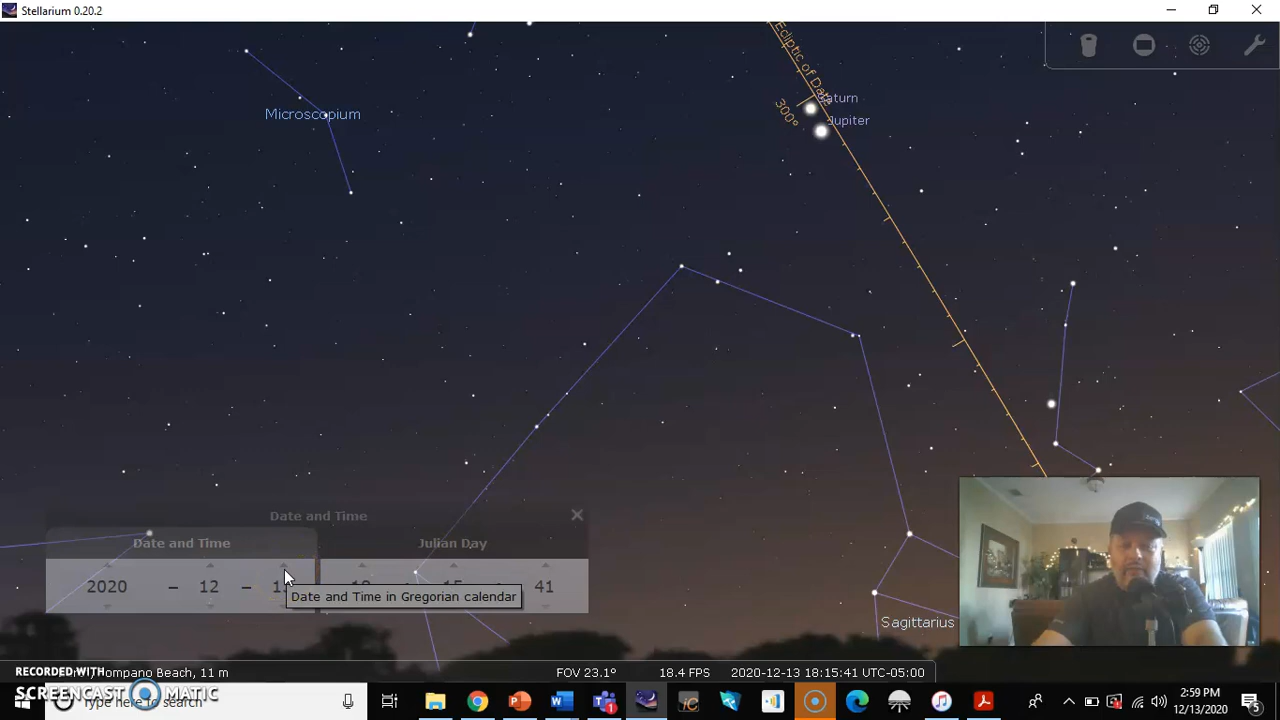 Stellarium 0.20.2
Ecliptic of Date
Microscopium
300°
Saturn
Jupiter
Date and Time
Date and Time
Julian Day
2020 - 12 -
41
Date and Time in Gregorian calendar
Sagittarius
RECORDED WITH
SCREENCAST MATIC
Pompano Beach, 11 m
FOV 23.1°
18.4 FPS
2020-12-13 18:15:41 UTC-05:00
Type here to search
iC
2:59 PM
12/13/2020
5